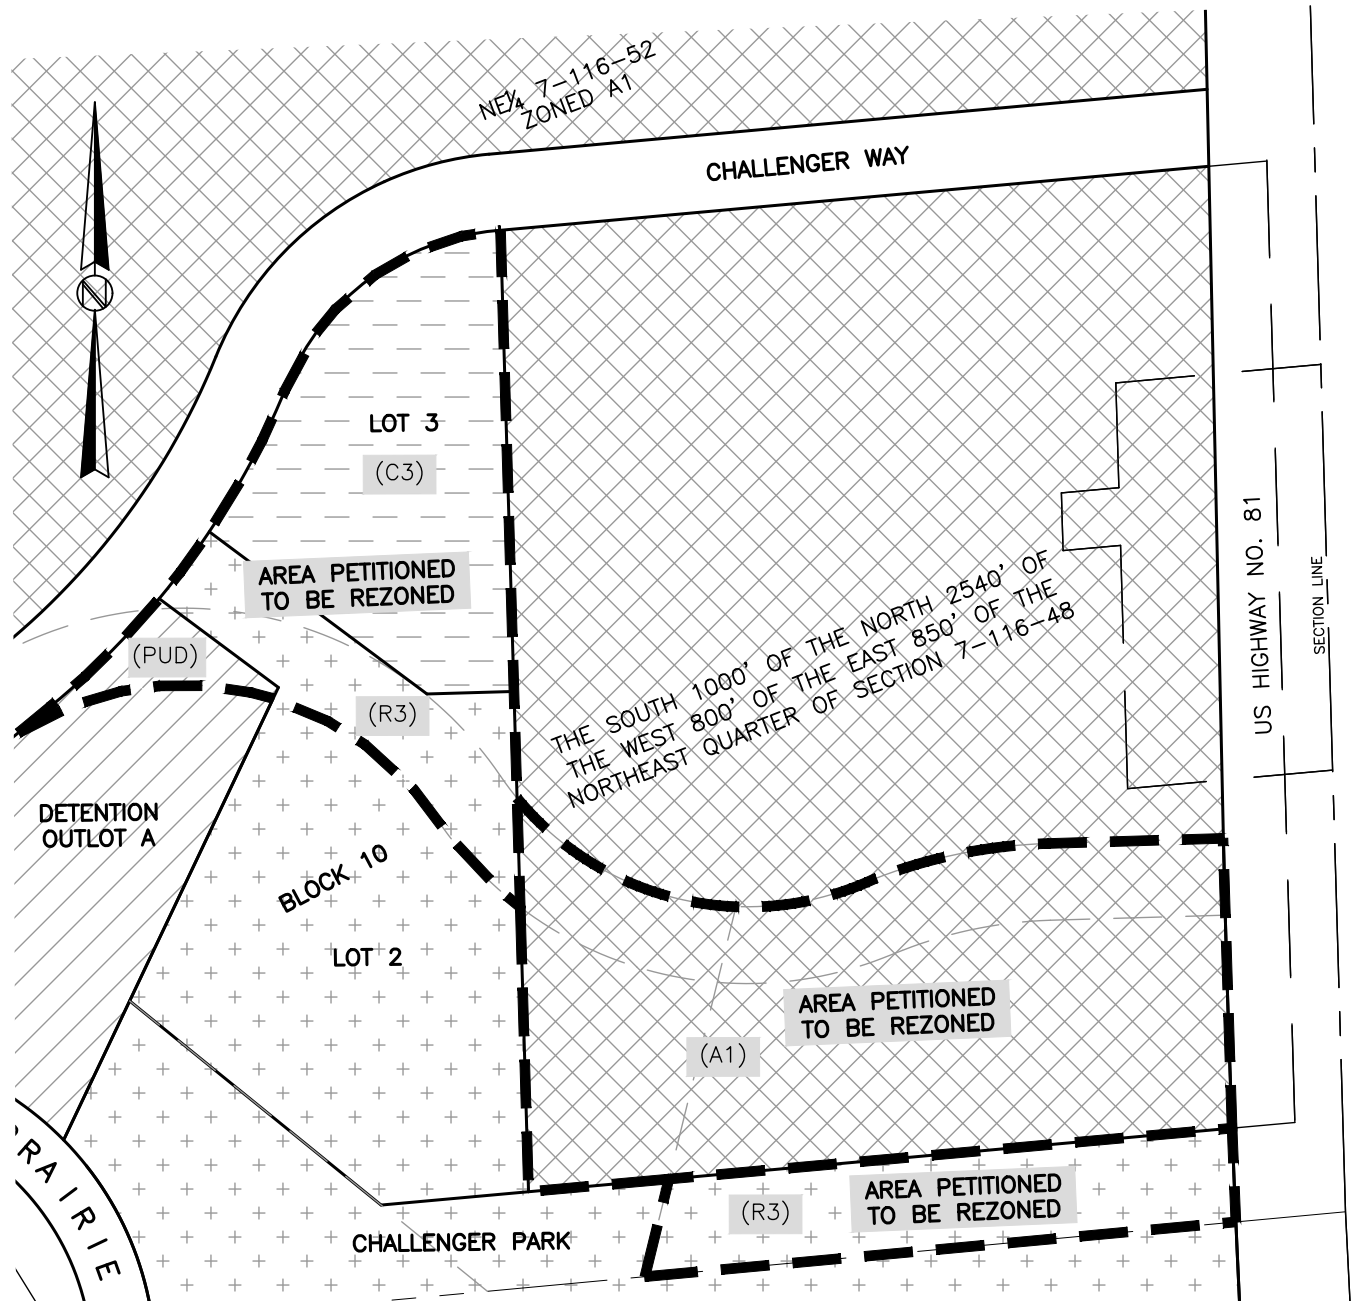 NE¼ 7-116-52
ZONED A1
CHALLENGER WAY
LOT 3
(C3)
AREA PETITIONED
TO BE REZONED
(PUD)
(R3)
THE SOUTH 1000' OF THE NORTH 2540' OF
THE WEST 800' OF THE EAST 850' OF THE
NORTHEAST QUARTER OF SECTION 7-116-48
US HIGHWAY NO. 81
SECTION LINE
DETENTION
OUTLOT A
BLOCK 10
LOT 2
AREA PETITIONED
TO BE REZONED
(A1)
AREA PETITIONED
TO BE REZONED
(R3)
CHALLENGER PARK
RAIRIE